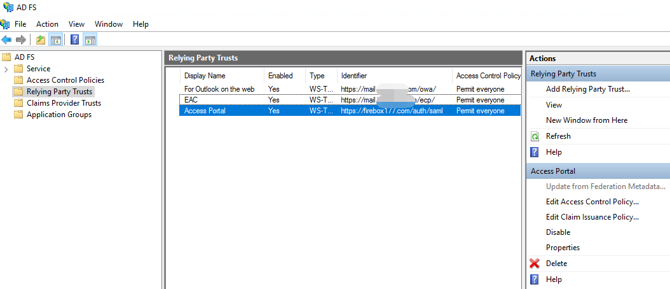 AD FS
File Action View Window Help
AD FS
Service
Access Control Policies
Relying Party Trusts
Claims Provider Trusts
Application Groups
Relying Party Trusts
Display Name Enabled Type Identifier Access Control Policy
For Outlook on the web Yes WS-T... https://mail. .com/owa/ Permit everyone
EAC Yes WS-T... https://mail. /ecp/ Permit everyone
Access Portal Yes WS-T... https://firebox177.com/auth/saml Permit everyone
Actions
Relying Party Trusts
Add Relying Party Trust...
View
New Window from Here
Refresh
Help
Access Portal
Update from Federation Metadata...
Edit Access Control Policy...
Edit Claim Issuance Policy...
Disable
Properties
Delete
Help